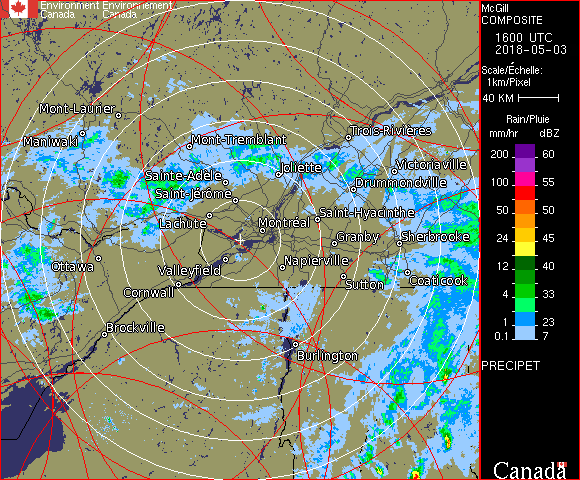 Environment Environnement
Canada Canada
McGill
COMPOSITE
1600 UTC
2018-05-03
Scale/Échelle:
1km/Pixel
40 KM
Rain/Pluie
mm/hr dBZ
200 60
100 55
50 50
24 45
12 40
4 33
1 23
0.1 7
PRECIPET
Canada
Mont-Laurier
Maniwaki
Mont-Tremblant
Trois-Rivières
Sainte-Adèle
Joliette
Victoriaville
Saint-Jérôme
Drummondville
Lachute
Montréal
Saint-Hyacinthe
Granby
Sherbrooke
Ottawa
Valleyfield
Napierville
Cornwall
Sutton
Coaticook
Brockville
Burlington